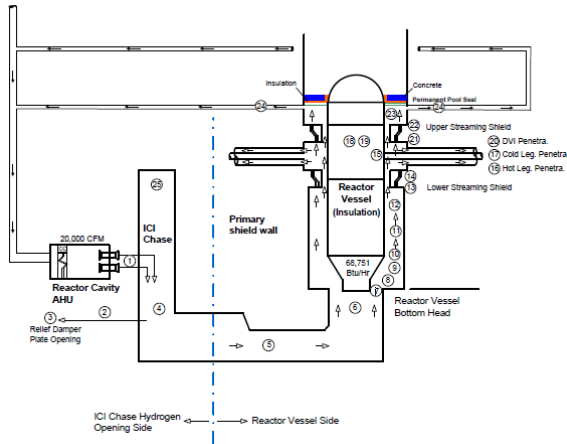 Insulation
Concrete
Permanent Pool Seal
24
23
24
22 Upper Streaming Shield
21
20 DVI Penetra.
18 19
15
17 Cold Leg. Penetra
16 Hot Leg. Penetra
14
13 Lower Streaming Shield
25
Reactor
Vessel
(Insulation)
12
ICI
Chase
Primary
shield wall
11
20,000 CFM
1
10
68,751
Btu/Hr
9
8
7
Reactor Cavity
AHU
Reactor Vessel
Bottom Head
6
4
3
2
Relief Damper
Plate Opening
5
ICI Chase Hydrogen
Opening Side
Reactor Vessel Side